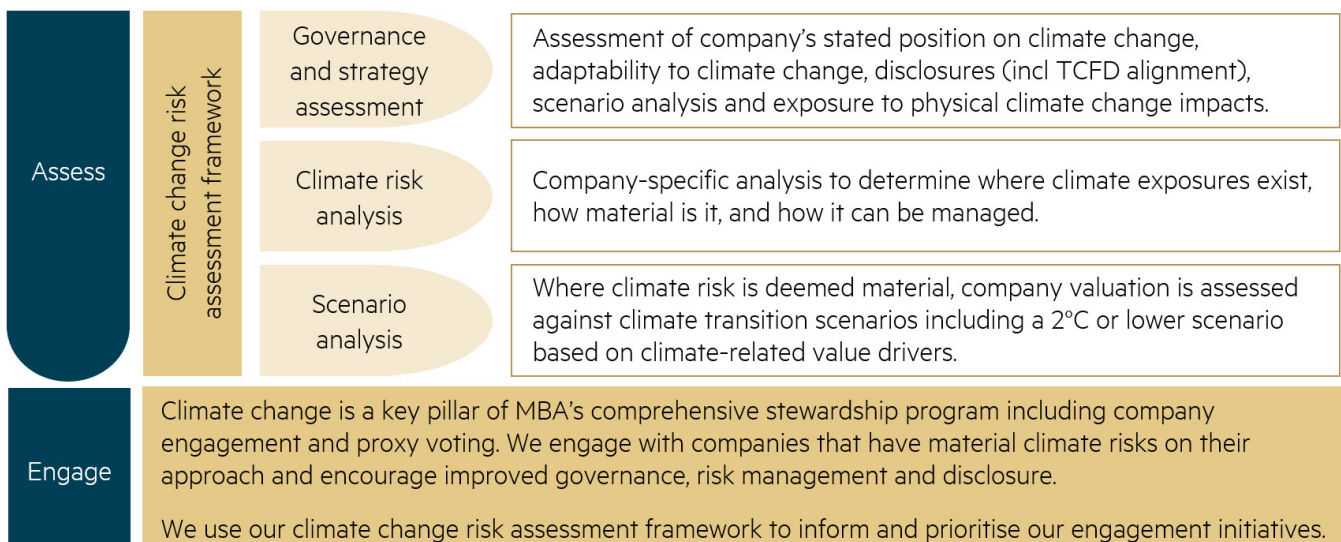 Assess
Climate change risk
assessment framework
Governance
and strategy
assessment
Assessment of company’s stated position on climate change,
adaptability to climate change, disclosures (incl TCFD alignment),
scenario analysis and exposure to physical climate change impacts.
Climate risk
analysis
Company-specific analysis to determine where climate exposures exist,
how material is it, and how it can be managed.
Scenario
analysis
Where climate risk is deemed material, company valuation is assessed
against climate transition scenarios including a 2°C or lower scenario
based on climate-related value drivers.
Engage
Climate change is a key pillar of MBA’s comprehensive stewardship program including company
engagement and proxy voting. We engage with companies that have material climate risks on their
approach and encourage improved governance, risk management and disclosure.
We use our climate change risk assessment framework to inform and prioritise our engagement initiatives.